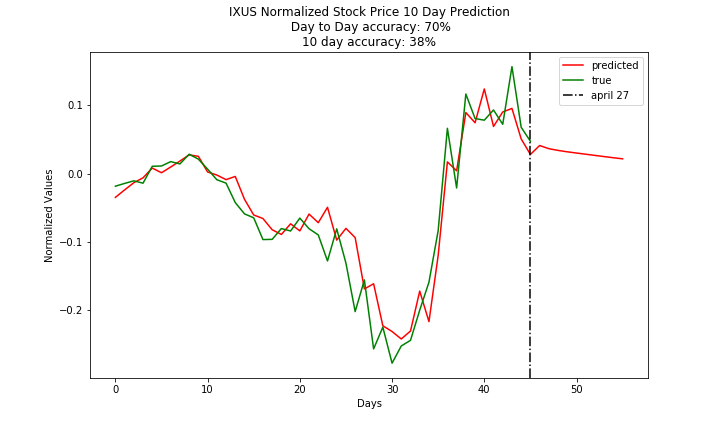 IXUS Normalized Stock Price 10 Day Prediction
Day to Day accuracy: 70%
10 day accuracy: 38%
predicted
true
april 27
0.1
0.0
−0.1
−0.2
Normalized Values
0 10 20 30 40 50
Days